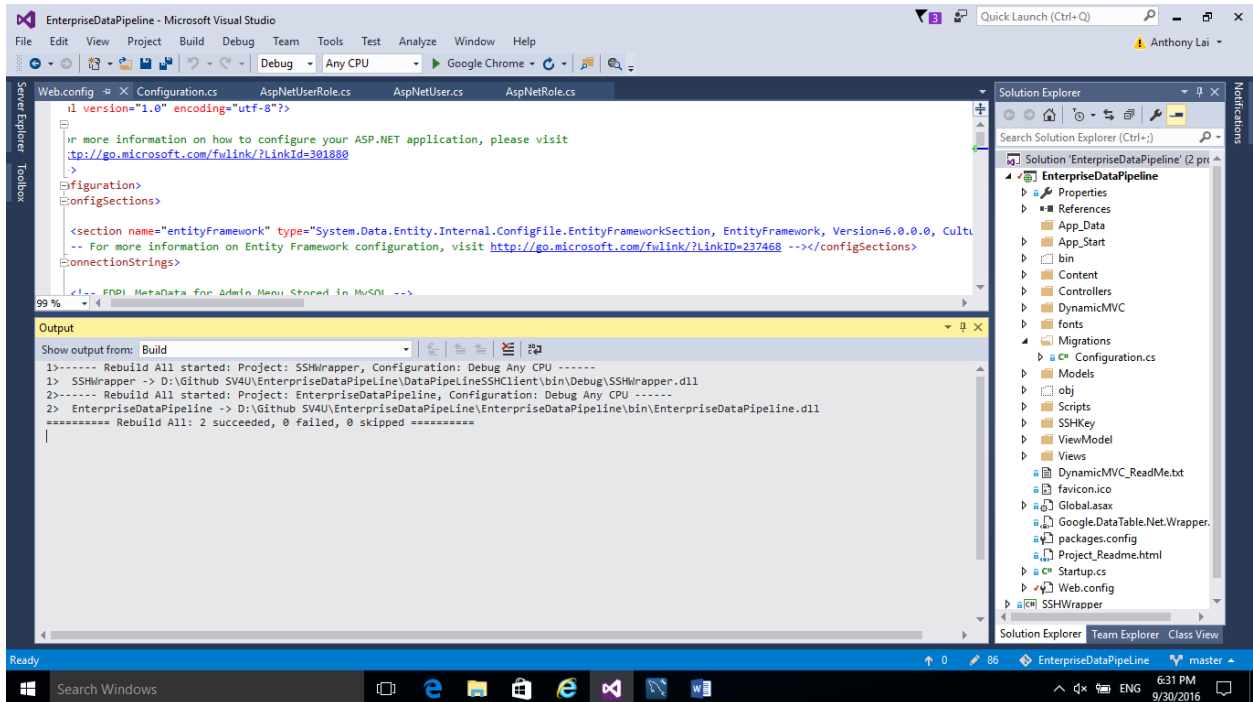 EnterpriseDataPipeline - Microsoft Visual Studio
3
Quick Launch (Ctrl+Q)
File Edit View Project Build Debug Team Tools Test Analyze Window Help
Anthony Lai
Debug Any CPU Google Chrome
Server Explorer
Toolbox
Web.config Configuration.cs AspNetUserRole.cs AspNetUser.cs AspNetRole.cs
ll version="1.0" encoding="utf-8"?>
or more information on how to configure your ASP.NET application, please visit
tp://go.microsoft.com/fwlink/?LinkId=301880
>
figuration>
onfigSections>
<section name="entityFramework" type="System.Data.Entity.Internal.ConfigFile.EntityFrameworkSection, EntityFramework, Version=6.0.0.0, Cultu
-- For more information on Entity Framework configuration, visit http://go.microsoft.com/fwlink/?LinkID=237468 --></configSections>
onnectionStrings>
<!-- EDPL MetaData for Admin Menu Stored in MySQL -->
99 %
Output
Show output from: Build
1>------ Rebuild All started: Project: SSHWrapper, Configuration: Debug Any CPU ------
1> SSHWrapper -> D:\Github SV4U\EnterpriseDataPipeLine\DataPipeLineSSHClient\bin\Debug\SSHWrapper.dll
2>------ Rebuild All started: Project: EnterpriseDataPipeline, Configuration: Debug Any CPU ------
2> EnterpriseDataPipeline -> D:\Github SV4U\EnterpriseDataPipeLine\EnterpriseDataPipeline\bin\EnterpriseDataPipeline.dll
========== Rebuild All: 2 succeeded, 0 failed, 0 skipped ==========
Solution Explorer
Search Solution Explorer (Ctrl+;)
Solution 'EnterpriseDataPipeline' (2 pro
EnterpriseDataPipeline
Properties
References
App_Data
App_Start
bin
Content
Controllers
DynamicMVC
fonts
Migrations
C# Configuration.cs
Models
obj
Scripts
SSHKey
ViewModel
Views
DynamicMVC_ReadMe.txt
favicon.ico
Global.asax
Google.DataTable.Net.Wrapper.
packages.config
Project_Readme.html
C# Startup.cs
Web.config
C# SSHWrapper
Solution Explorer Team Explorer Class View
Notifications
Ready
0 86 EnterpriseDataPipeLine master
Search Windows
ENG
6:31 PM
9/30/2016